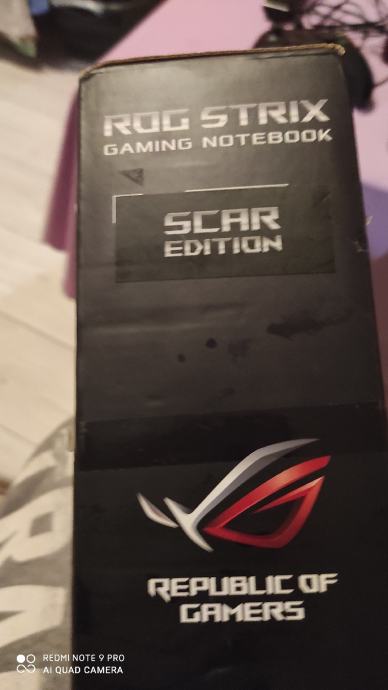 ROG STRIX
GAMING NOTEBOOK
SCAR
EDITION
REPUBLIC OF
GAMERS
REDMI NOTE 9 PRO
AI QUAD CAMERA